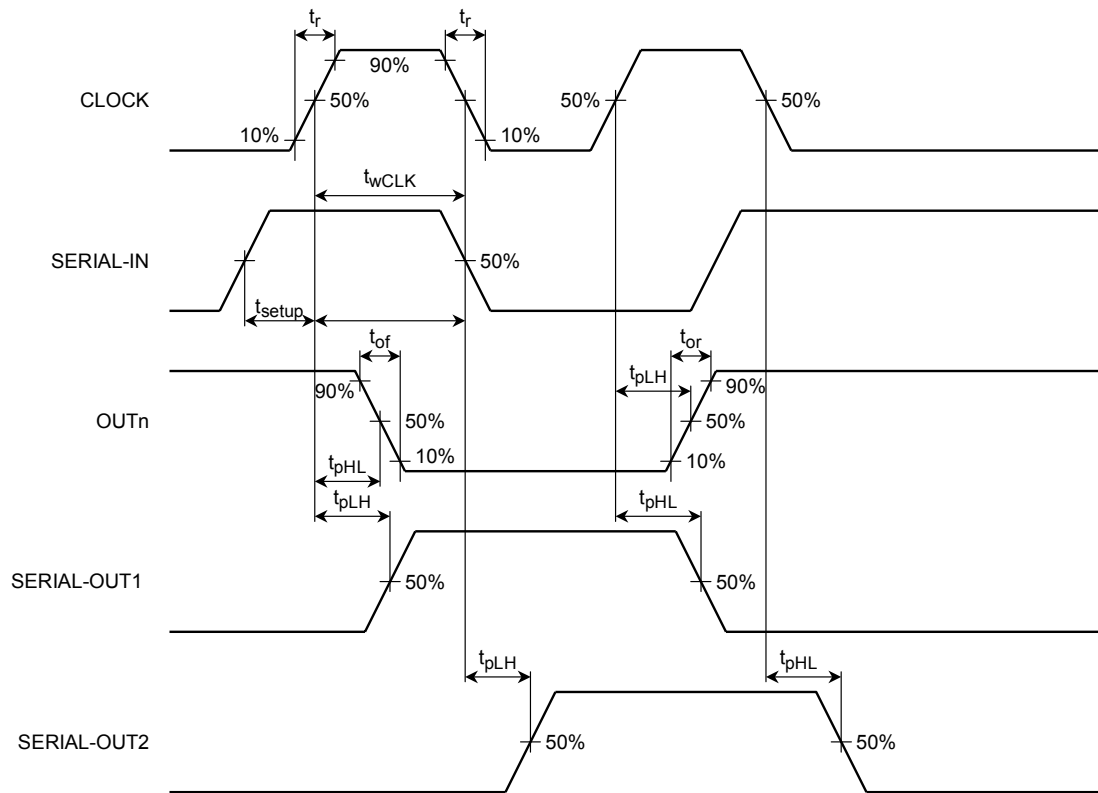 tr tr
90%
CLOCK 50% 50% 50%
10% 10%
twCLK
SERIAL-IN 50%
tsetup
tof tor
tpLH
90% 90%
OUTn 50% 50%
10% 10%
tpHL
tpLH tpHL
SERIAL-OUT1 50% 50%
tpLH tpHL
SERIAL-OUT2 50% 50%